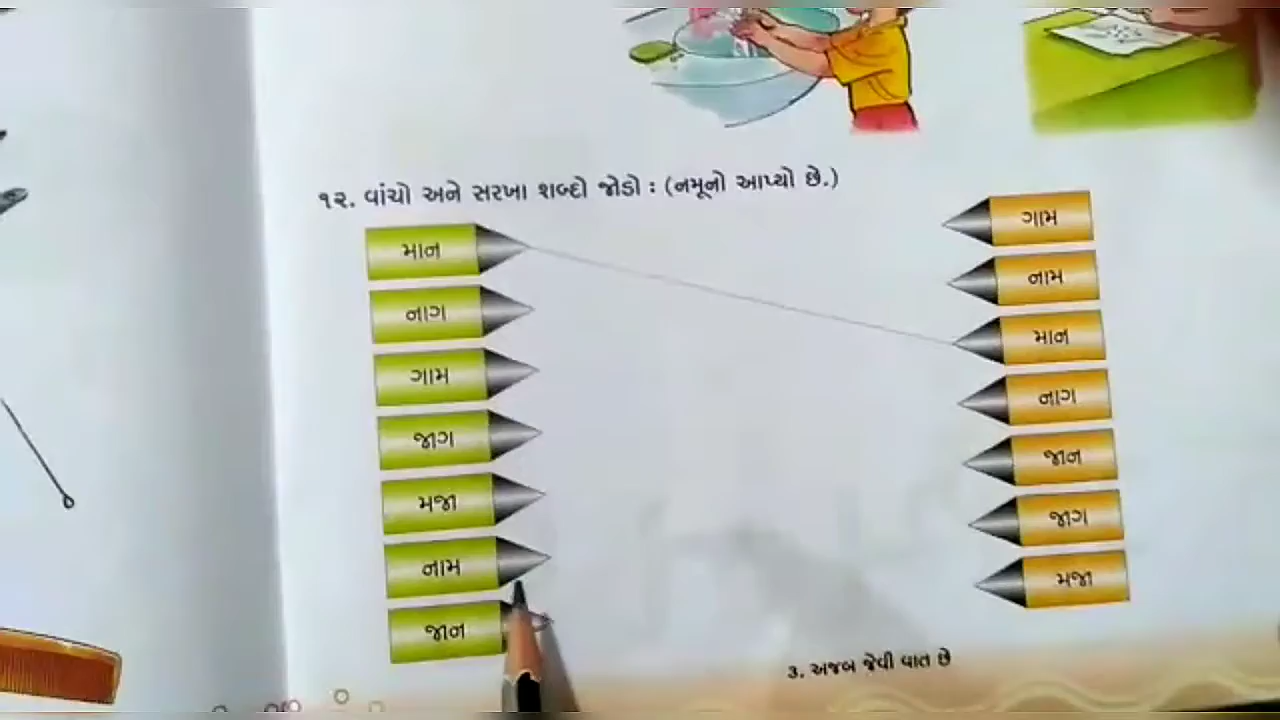 ૧૨. વાંચો અને સરખા શબ્દો જોડો : (નમૂનો આપ્યો છે.)
માન
નાગ
ગામ
જાગ
મજા
નામ
જાન
ગામ
નામ
માન
નાગ
જાન
જાગ
મજા
૩. અજબ જેવી વાત છે